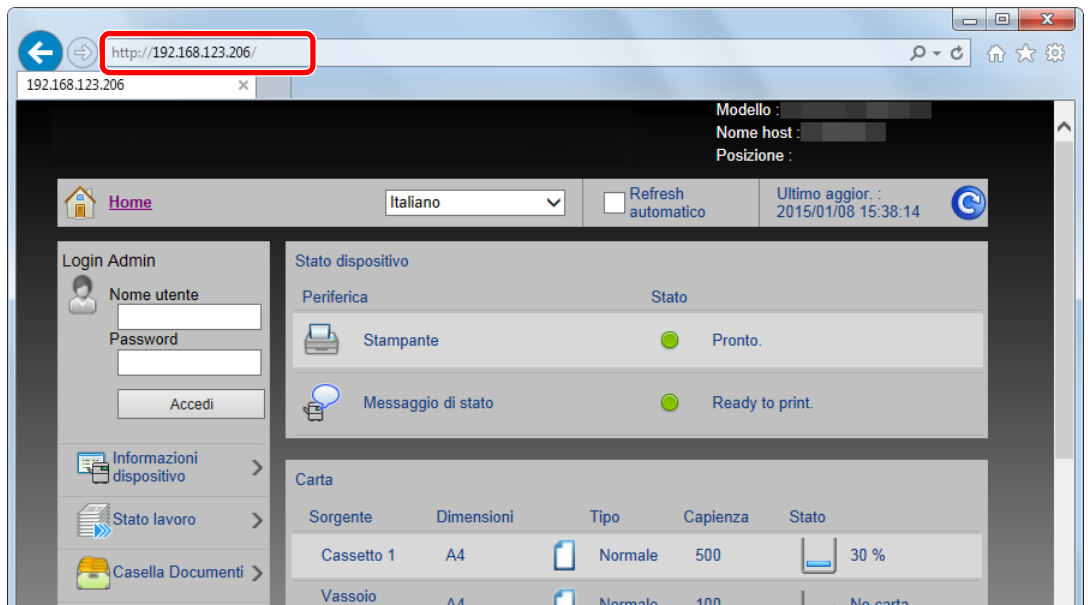 http://192.168.123.206/
192.168.123.206
Modello :
Nome host :
Posizione :
Home
Italiano
Refresh
automatico
Ultimo aggior. :
2015/01/08 15:38:14
Login Admin
Nome utente
Password
Accedi
Informazioni
dispositivo
Stato lavoro
Casella Documenti
Stato dispositivo
Periferica Stato
Stampante Pronto.
Messaggio di stato Ready to print.
Carta
Sorgente Dimensioni Tipo Capienza Stato
Cassetto 1 A4 Normale 500 30 %
Vassoio
A4 Normale 100 No carta